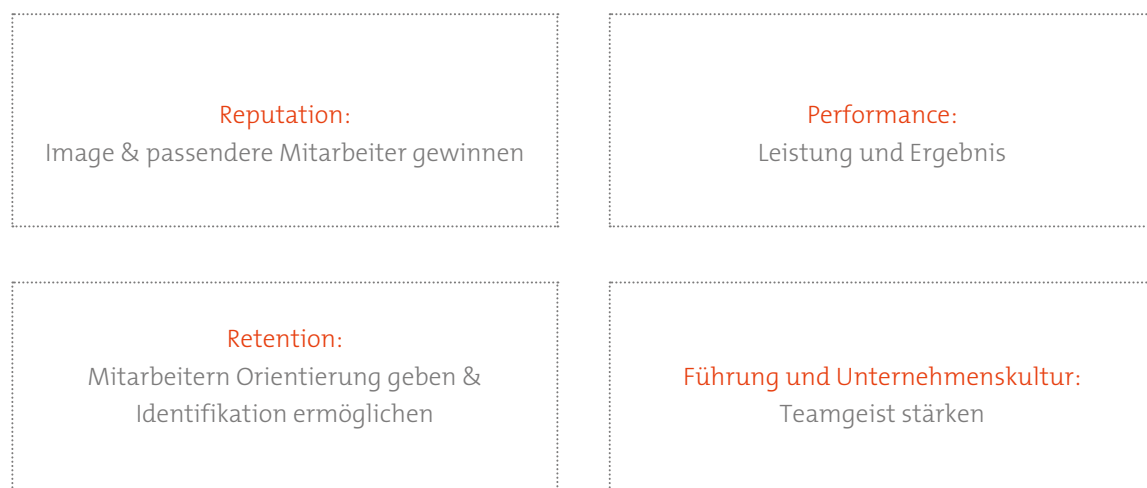 Reputation:
Image & passendere Mitarbeiter gewinnen
Performance:
Leistung und Ergebnis
Retention:
Mitarbeitern Orientierung geben &
Identifikation ermöglichen
Führung und Unternehmenskultur:
Teamgeist stärken